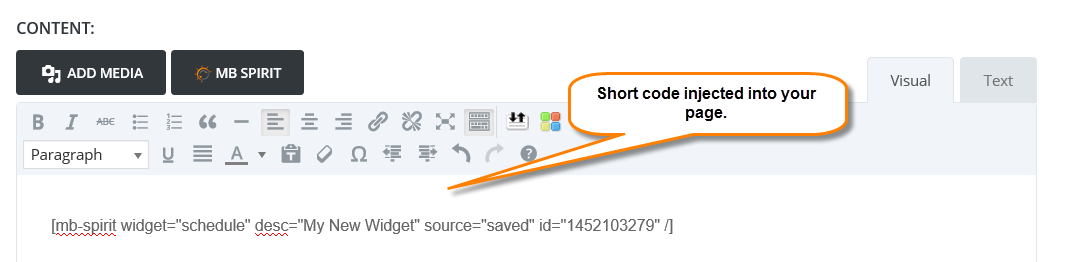 CONTENT:
ADD MEDIA MB SPIRIT
Visual Text
Short code injected into your
page.
B I ABC
Paragraph U A Ω
[mb-spirit widget="schedule" desc="My New Widget" source="saved" id="1452103279" /]